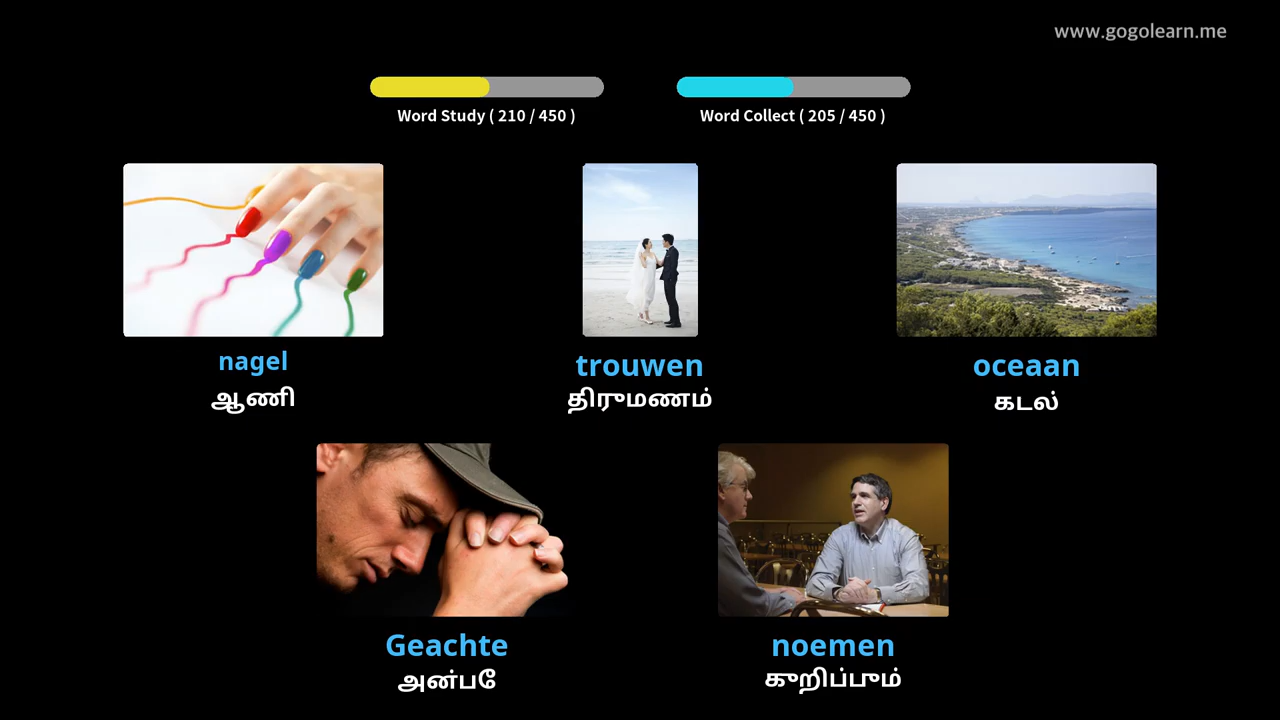 www.gogolearn.me
Word Study ( 210 / 450 )
Word Collect ( 205 / 450 )
nagel
ஆணி
trouwen
திருமணம்
oceaan
கடல்
Geachte
அன்பே
noemen
குறிப்பும்